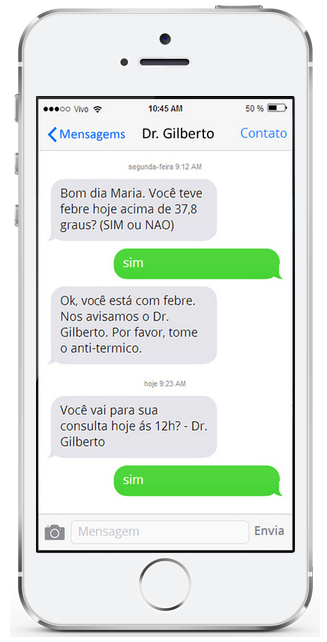 Vivo 10:45 AM 50 %
Mensagems Dr. Gilberto Contato
segunda-feira 9:12 AM
Bom dia Maria. Você teve
febre hoje acima de 37,8
graus? (SIM ou NAO)
sim
Ok, você está com febre.
Nos avisamos o Dr.
Gilberto. Por favor, tome
o anti-termico.
hoje 9:23 AM
Você vai para sua
consulta hoje ás 12h? - Dr.
Gilberto
sim
Mensagem Envia